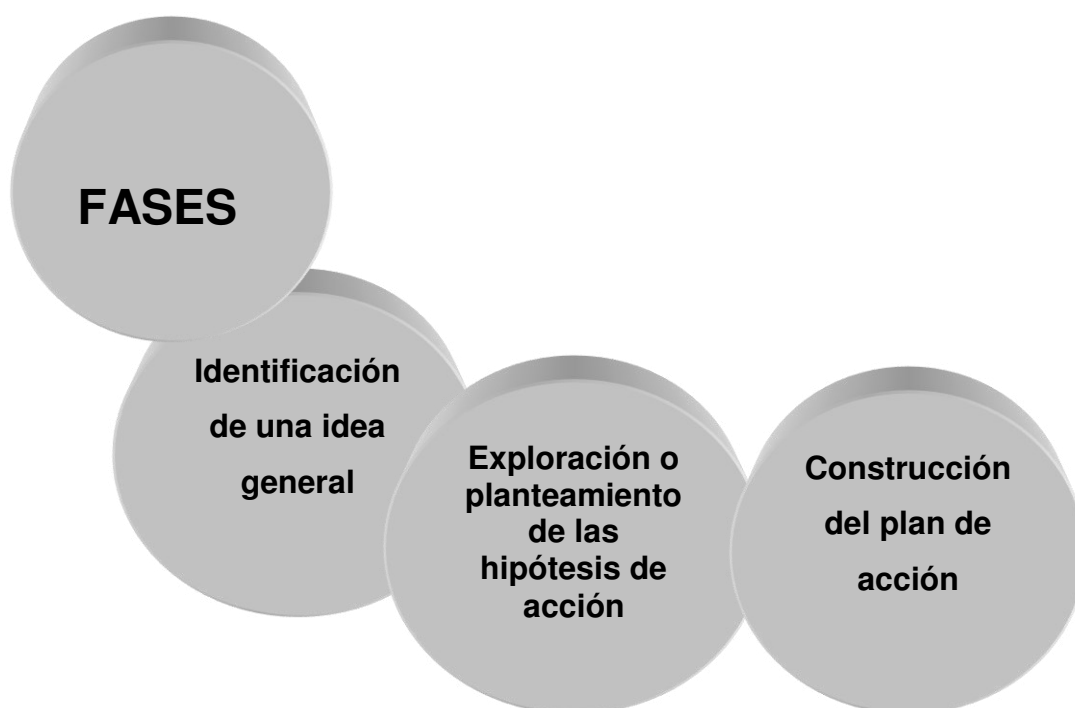 FASES
Identificación
de una idea
general
Exploración o
planteamiento
de las
hipótesis de
acción
Construcción
del plan de
acción